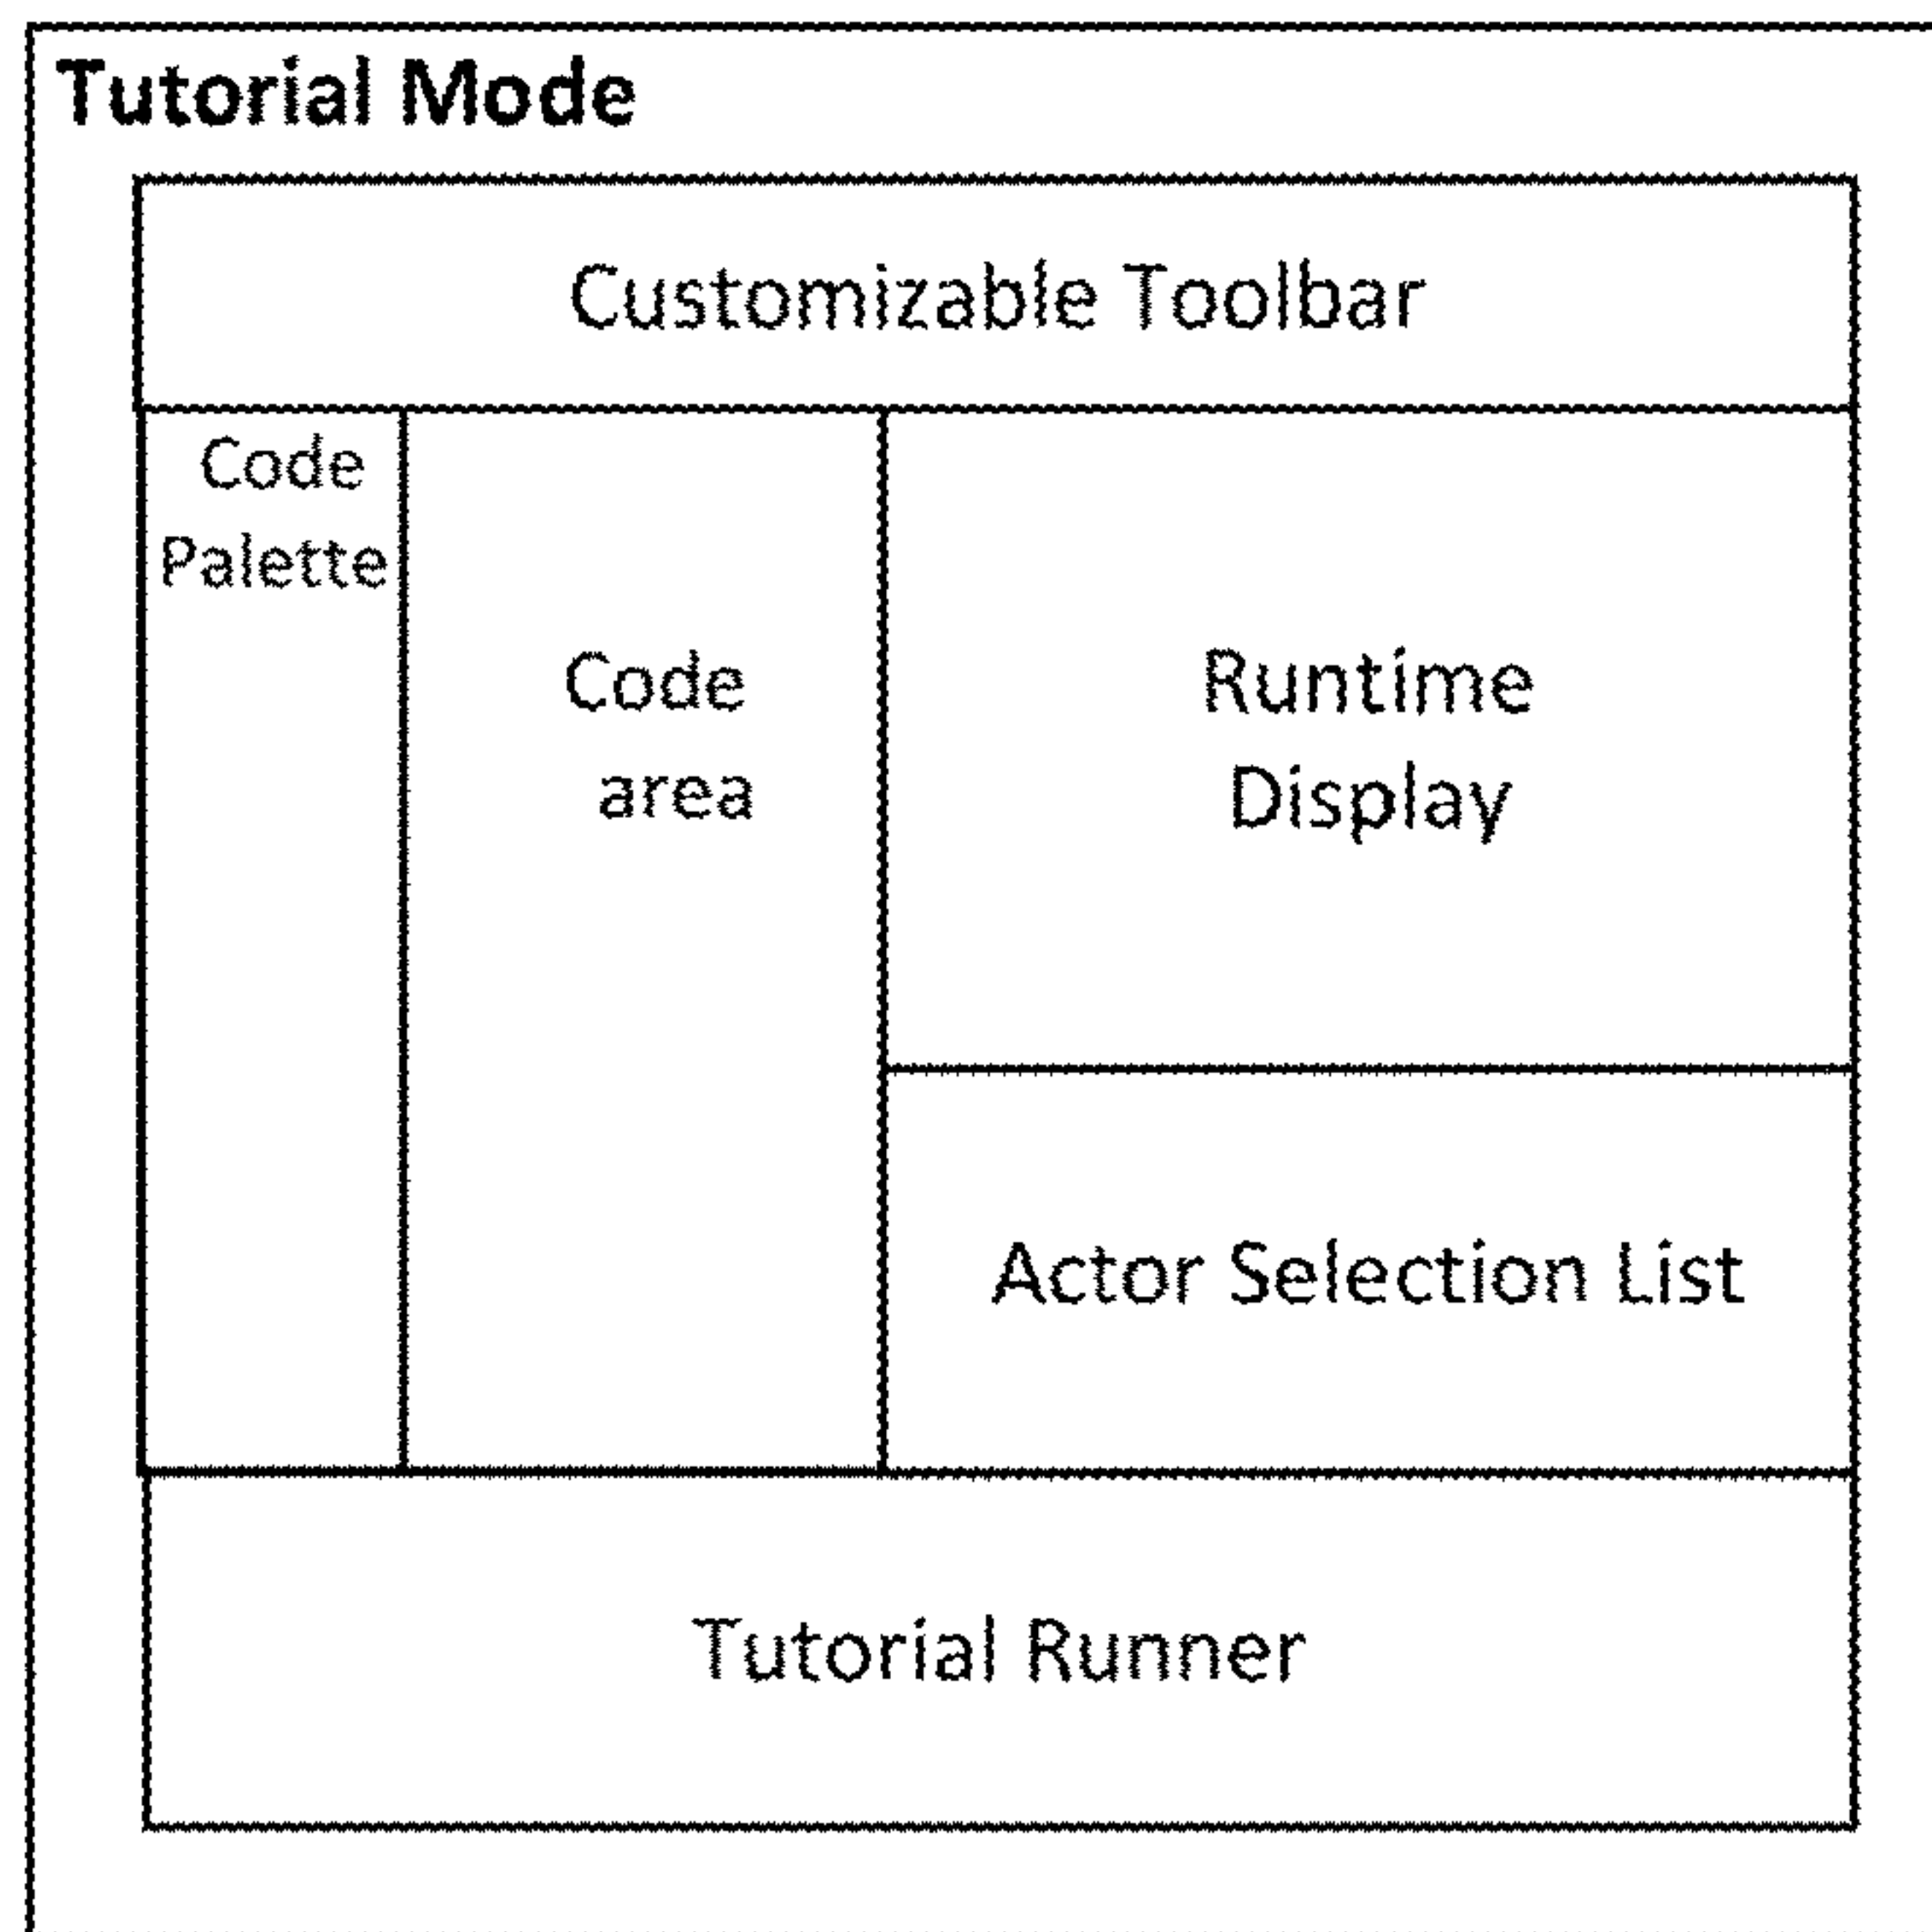 Tutorial Mode
Customizable Toolbar
Code
Palette
Code
area
Runtime
Display
Actor Selection List
Tutorial Runner